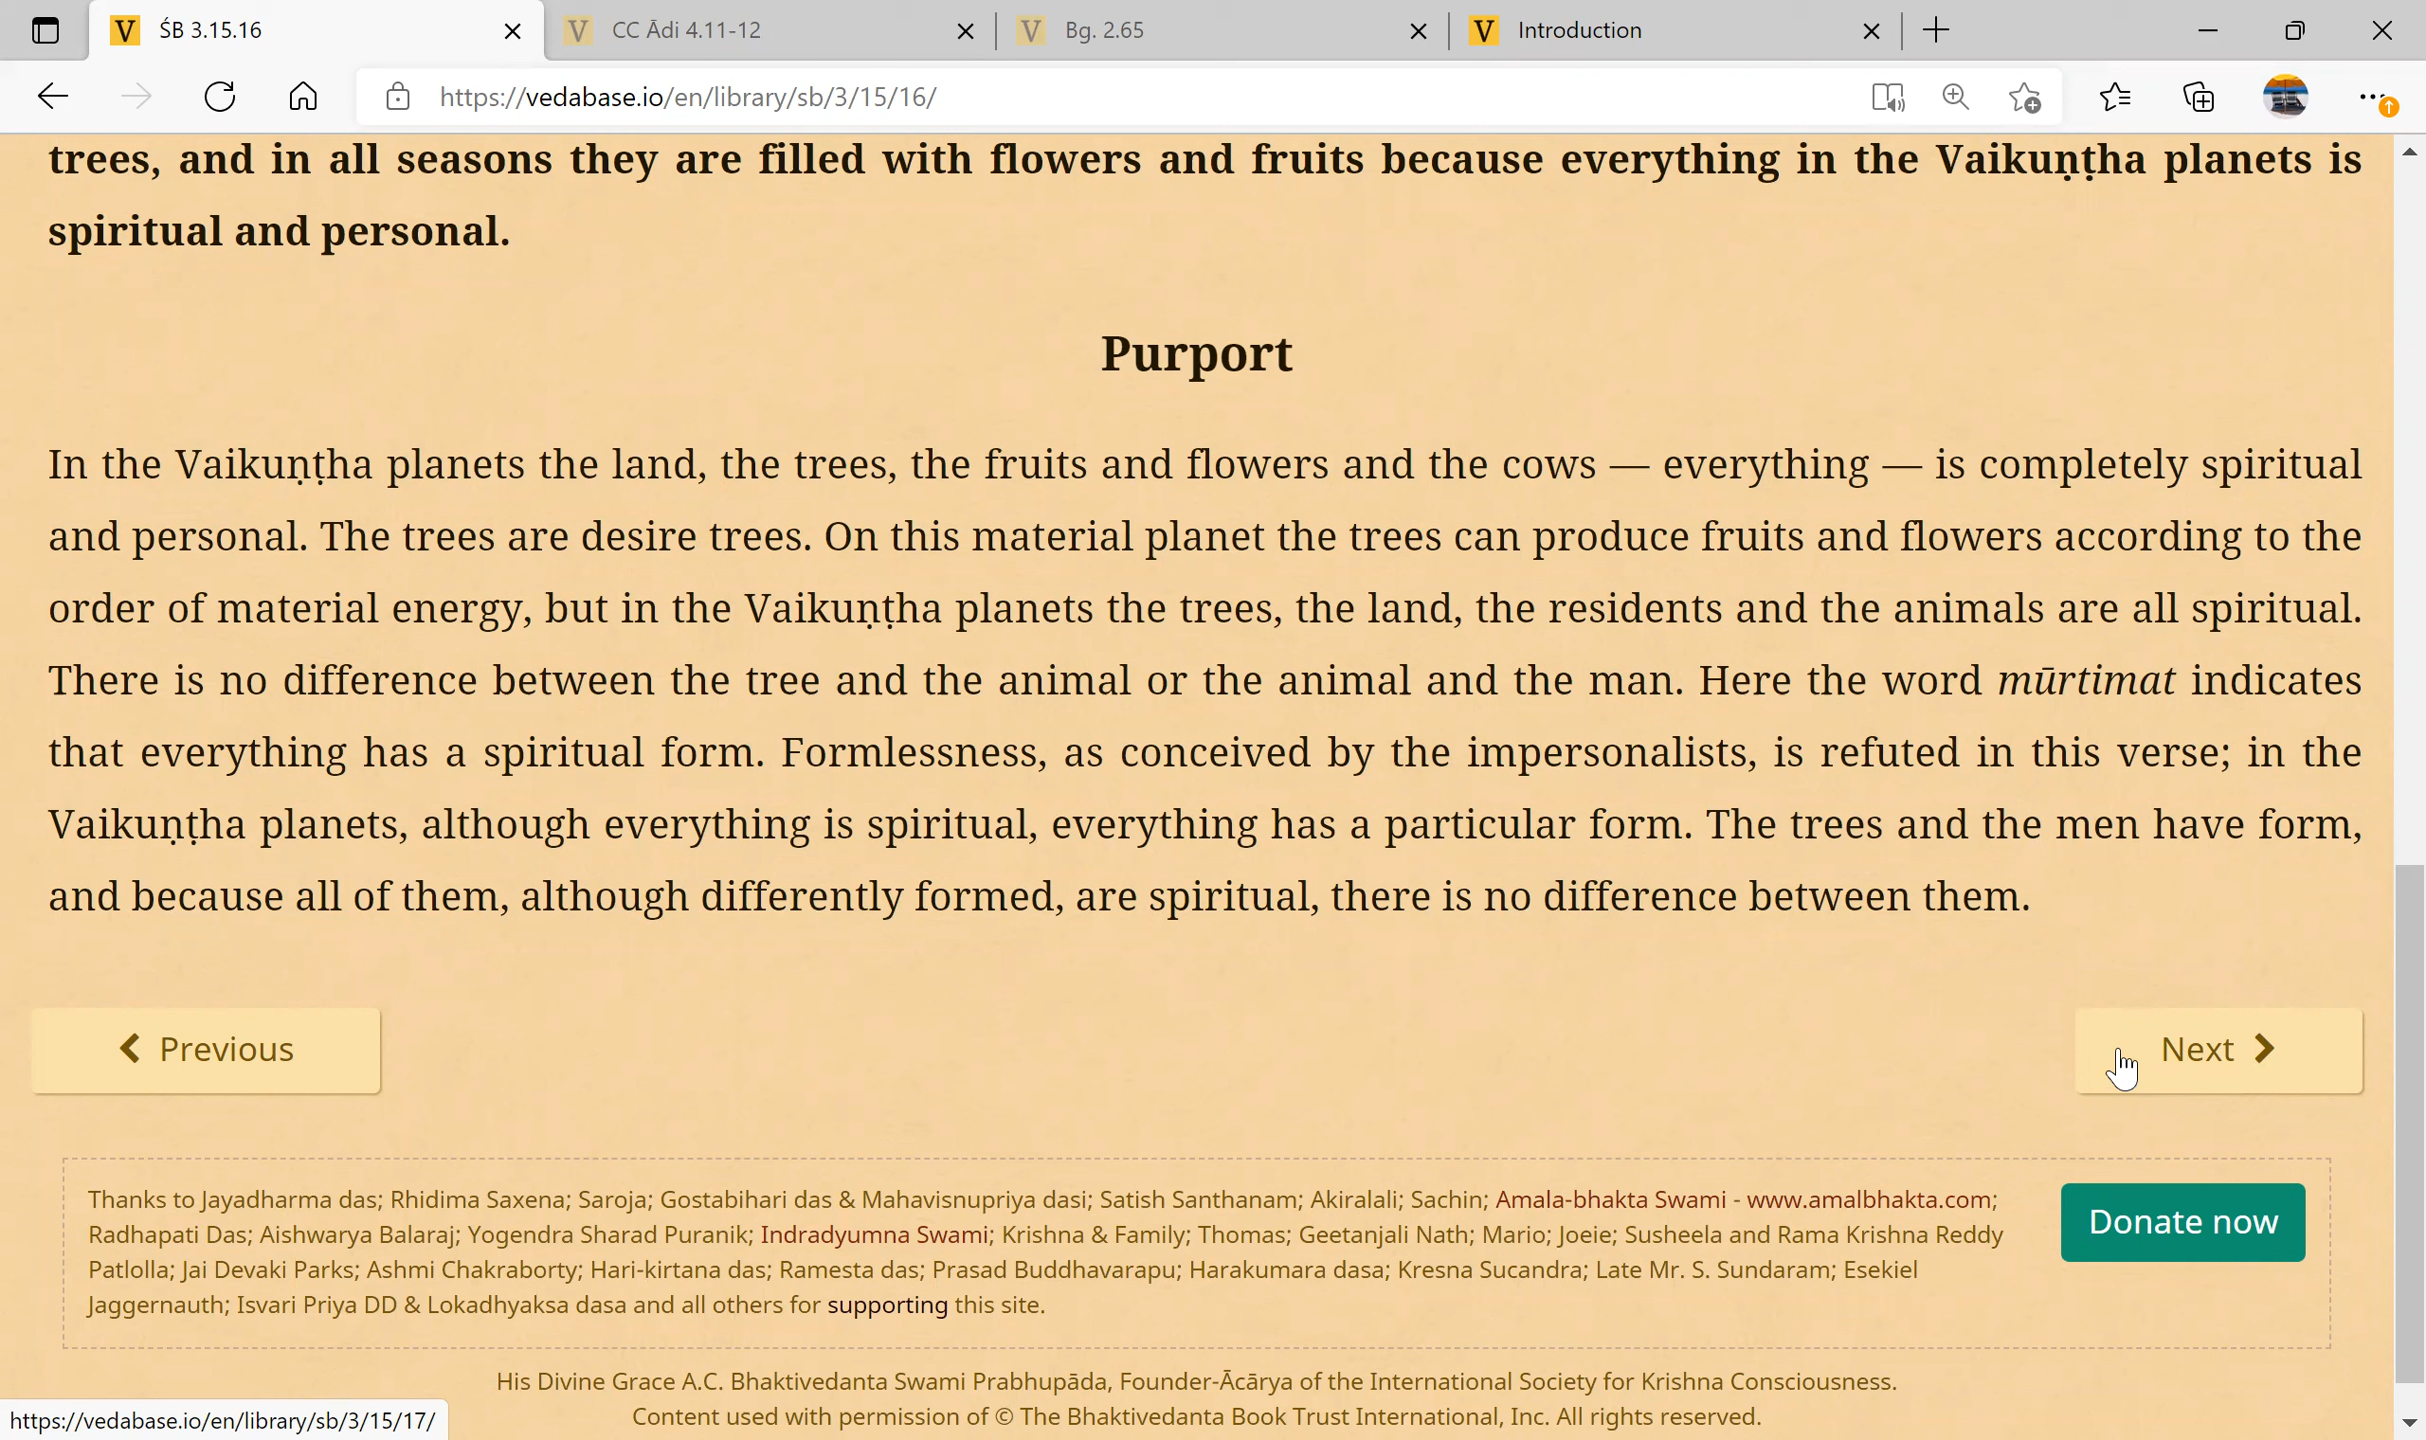 V ŚB 3.15.16 V CC Ādi 4.11-12 V Bg. 2.65 V Introduction
https://vedabase.io/en/library/sb/3/15/16/
trees, and in all seasons they are filled with flowers and fruits because everything in the Vaikuṇṭha planets is
spiritual and personal.
Purport
In the Vaikuṇṭha planets the land, the trees, the fruits and flowers and the cows — everything — is completely spiritual
and personal. The trees are desire trees. On this material planet the trees can produce fruits and flowers according to the
order of material energy, but in the Vaikuṇṭha planets the trees, the land, the residents and the animals are all spiritual.
There is no difference between the tree and the animal or the animal and the man. Here the word mūrtimat indicates
that everything has a spiritual form. Formlessness, as conceived by the impersonalists, is refuted in this verse; in the
Vaikuṇṭha planets, although everything is spiritual, everything has a particular form. The trees and the men have form,
and because all of them, although differently formed, are spiritual, there is no difference between them.
Previous
Next
Thanks to Jayadharma das; Rhidima Saxena; Saroja; Gostabihari das & Mahavisnupriya dasi; Satish Santhanam; Akiralali; Sachin; Amala-bhakta Swami - www.amalbhakta.com;
Radhapati Das; Aishwarya Balaraj; Yogendra Sharad Puranik; Indradyumna Swami; Krishna & Family; Thomas; Geetanjali Nath; Mario; Joeie; Susheela and Rama Krishna Reddy
Patlolla; Jai Devaki Parks; Ashmi Chakraborty; Hari-kirtana das; Ramesta das; Prasad Buddhavarapu; Harakumara dasa; Kresna Sucandra; Late Mr. S. Sundaram; Esekiel
Jaggernauth; Isvari Priya DD & Lokadhyaksa dasa and all others for supporting this site.
Donate now
His Divine Grace A.C. Bhaktivedanta Swami Prabhupāda, Founder-Ācārya of the International Society for Krishna Consciousness.
Content used with permission of © The Bhaktivedanta Book Trust International, Inc. All rights reserved.
https://vedabase.io/en/library/sb/3/15/17/